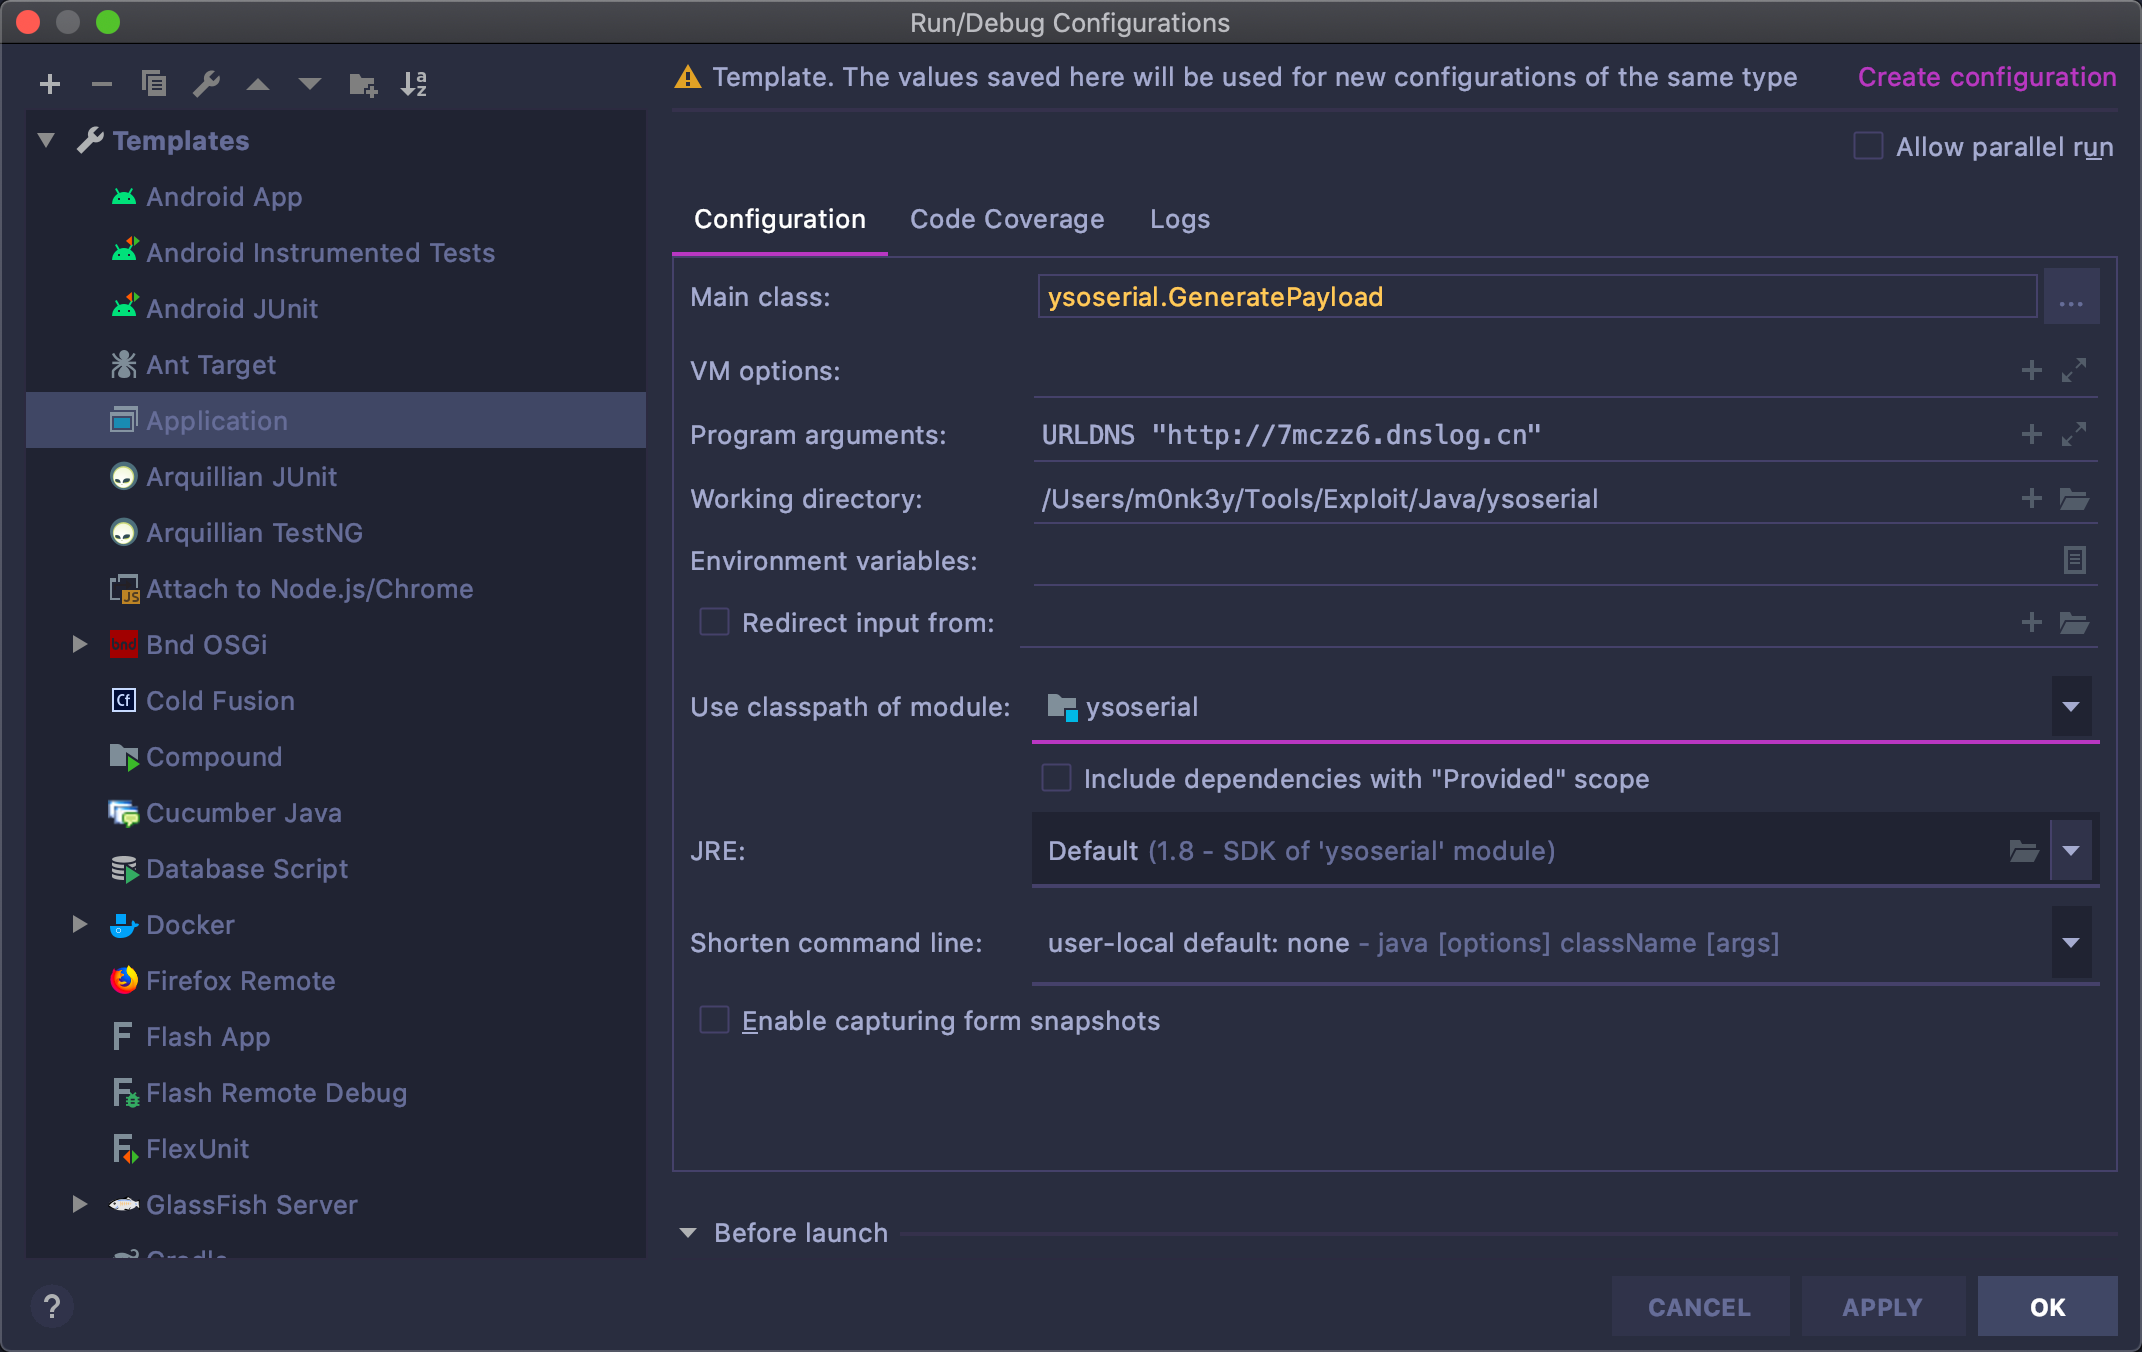 Run/Debug Configurations
Template. The values saved here will be used for new configurations of the same type
Create configuration
Allow parallel run
Templates
Android App
Android Instrumented Tests
Android JUnit
Ant Target
Application
Arquillian JUnit
Arquillian TestNG
Attach to Node.js/Chrome
Bnd OSGi
Cold Fusion
Compound
Cucumber Java
Database Script
Docker
Firefox Remote
Flash App
Flash Remote Debug
FlexUnit
GlassFish Server
Gradle
Configuration Code Coverage Logs
Main class: ysoserial.GeneratePayload ...
VM options:
Program arguments: URLDNS "http://7mczz6.dnslog.cn"
Working directory: /Users/m0nk3y/Tools/Exploit/Java/ysoserial
Environment variables:
Redirect input from:
Use classpath of module: ysoserial
Include dependencies with "Provided" scope
JRE: Default (1.8 - SDK of 'ysoserial' module)
Shorten command line: user-local default: none - java [options] className [args]
Enable capturing form snapshots
Before launch
? CANCEL APPLY OK